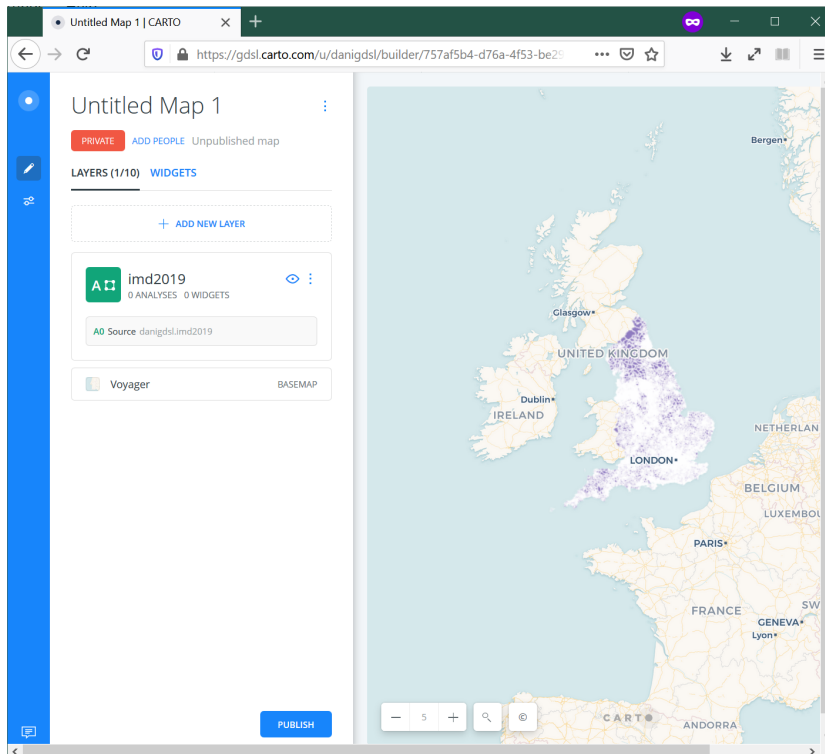 Untitled Map 1 | CARTO
https://gdsl.carto.com/u/danigdsl/builder/757af5b4-d76a-4f53-be29
Untitled Map 1
PRIVATE ADD PEOPLE Unpublished map
LAYERS (1/10) WIDGETS
+ ADD NEW LAYER
A imd2019
0 ANALYSES 0 WIDGETS
A0 Source danigdsl.imd2019
Voyager BASEMAP
PUBLISH
Bergen
Glasgow
UNITED KINGDOM
Dublin
IRELAND
NETHERLAN
LONDON
BELGIUM
LUXEMBOU
PARIS
FRANCE
SW
GENEVA
Lyon
− 5 + ©
CARTO
ANDORRA